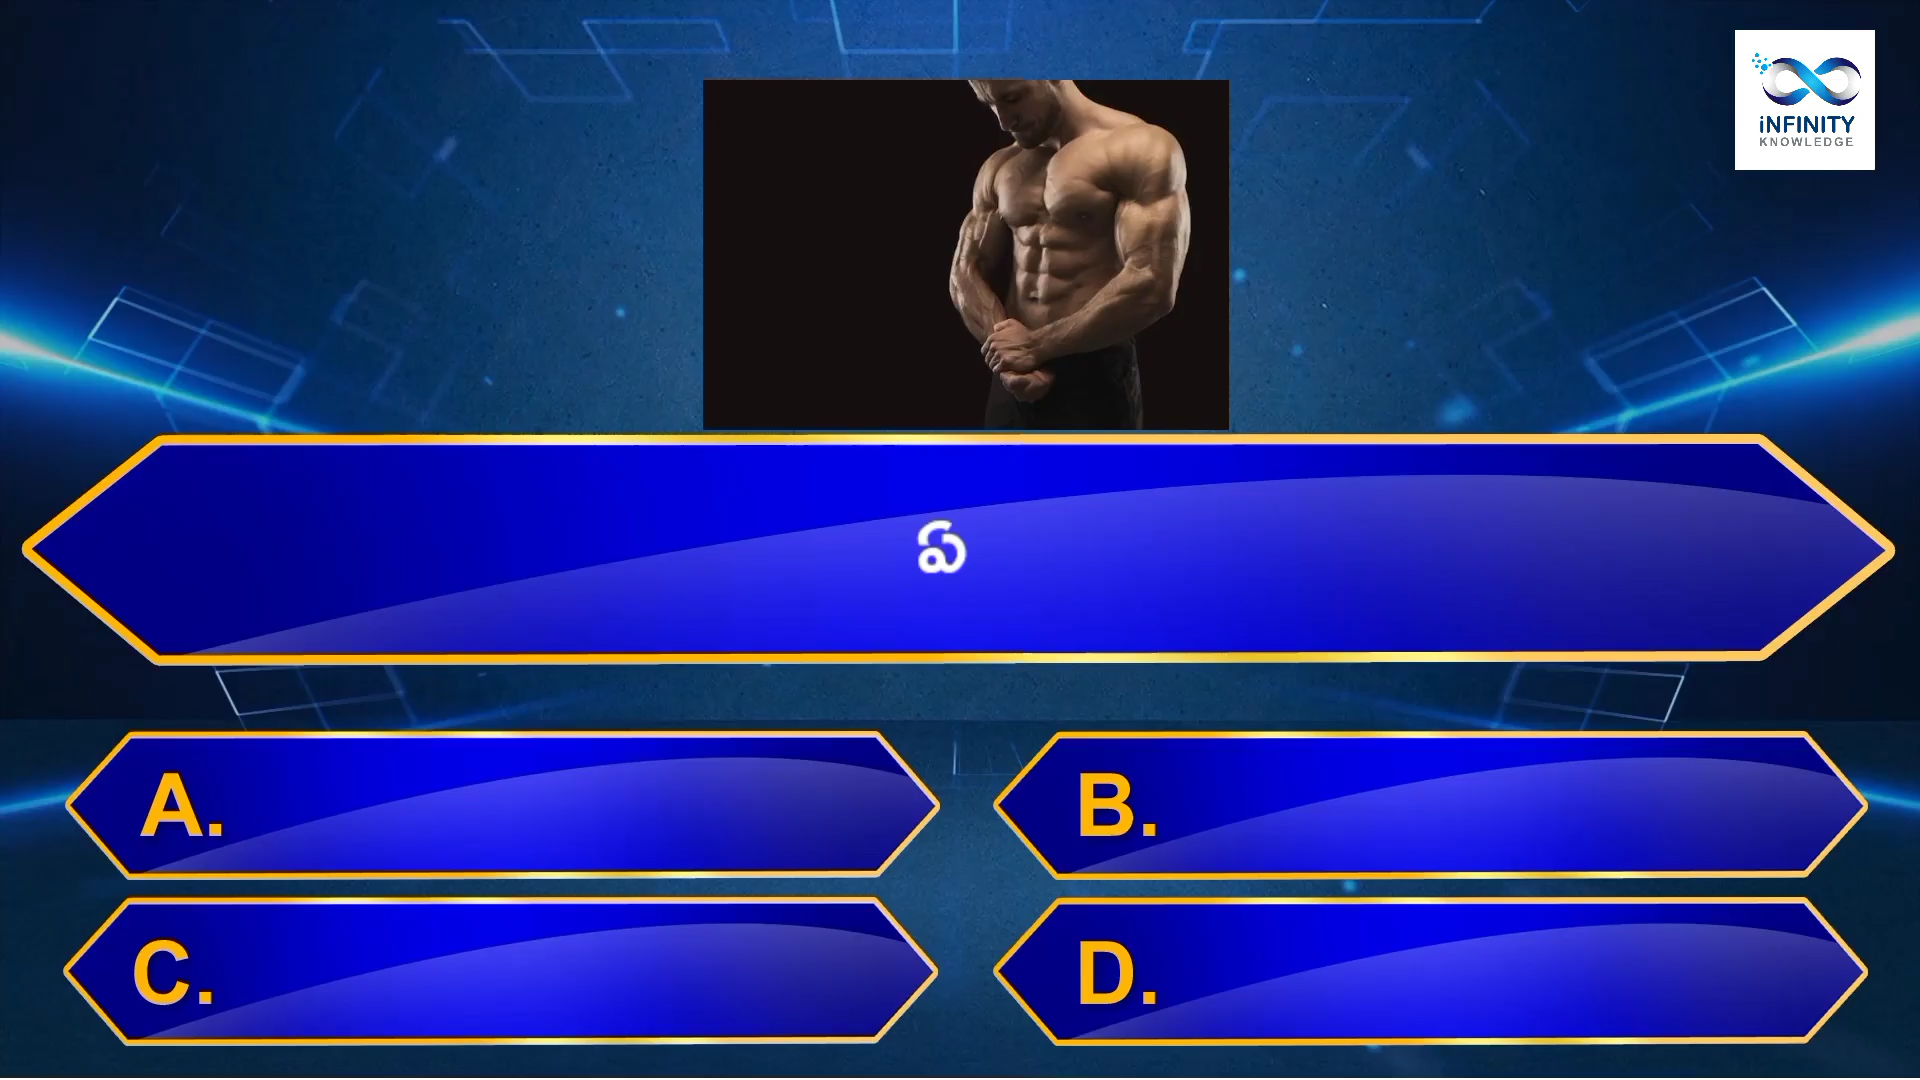 iNFINITY
KNOWLEDGE
ఏ
A.
B.
C.
D.